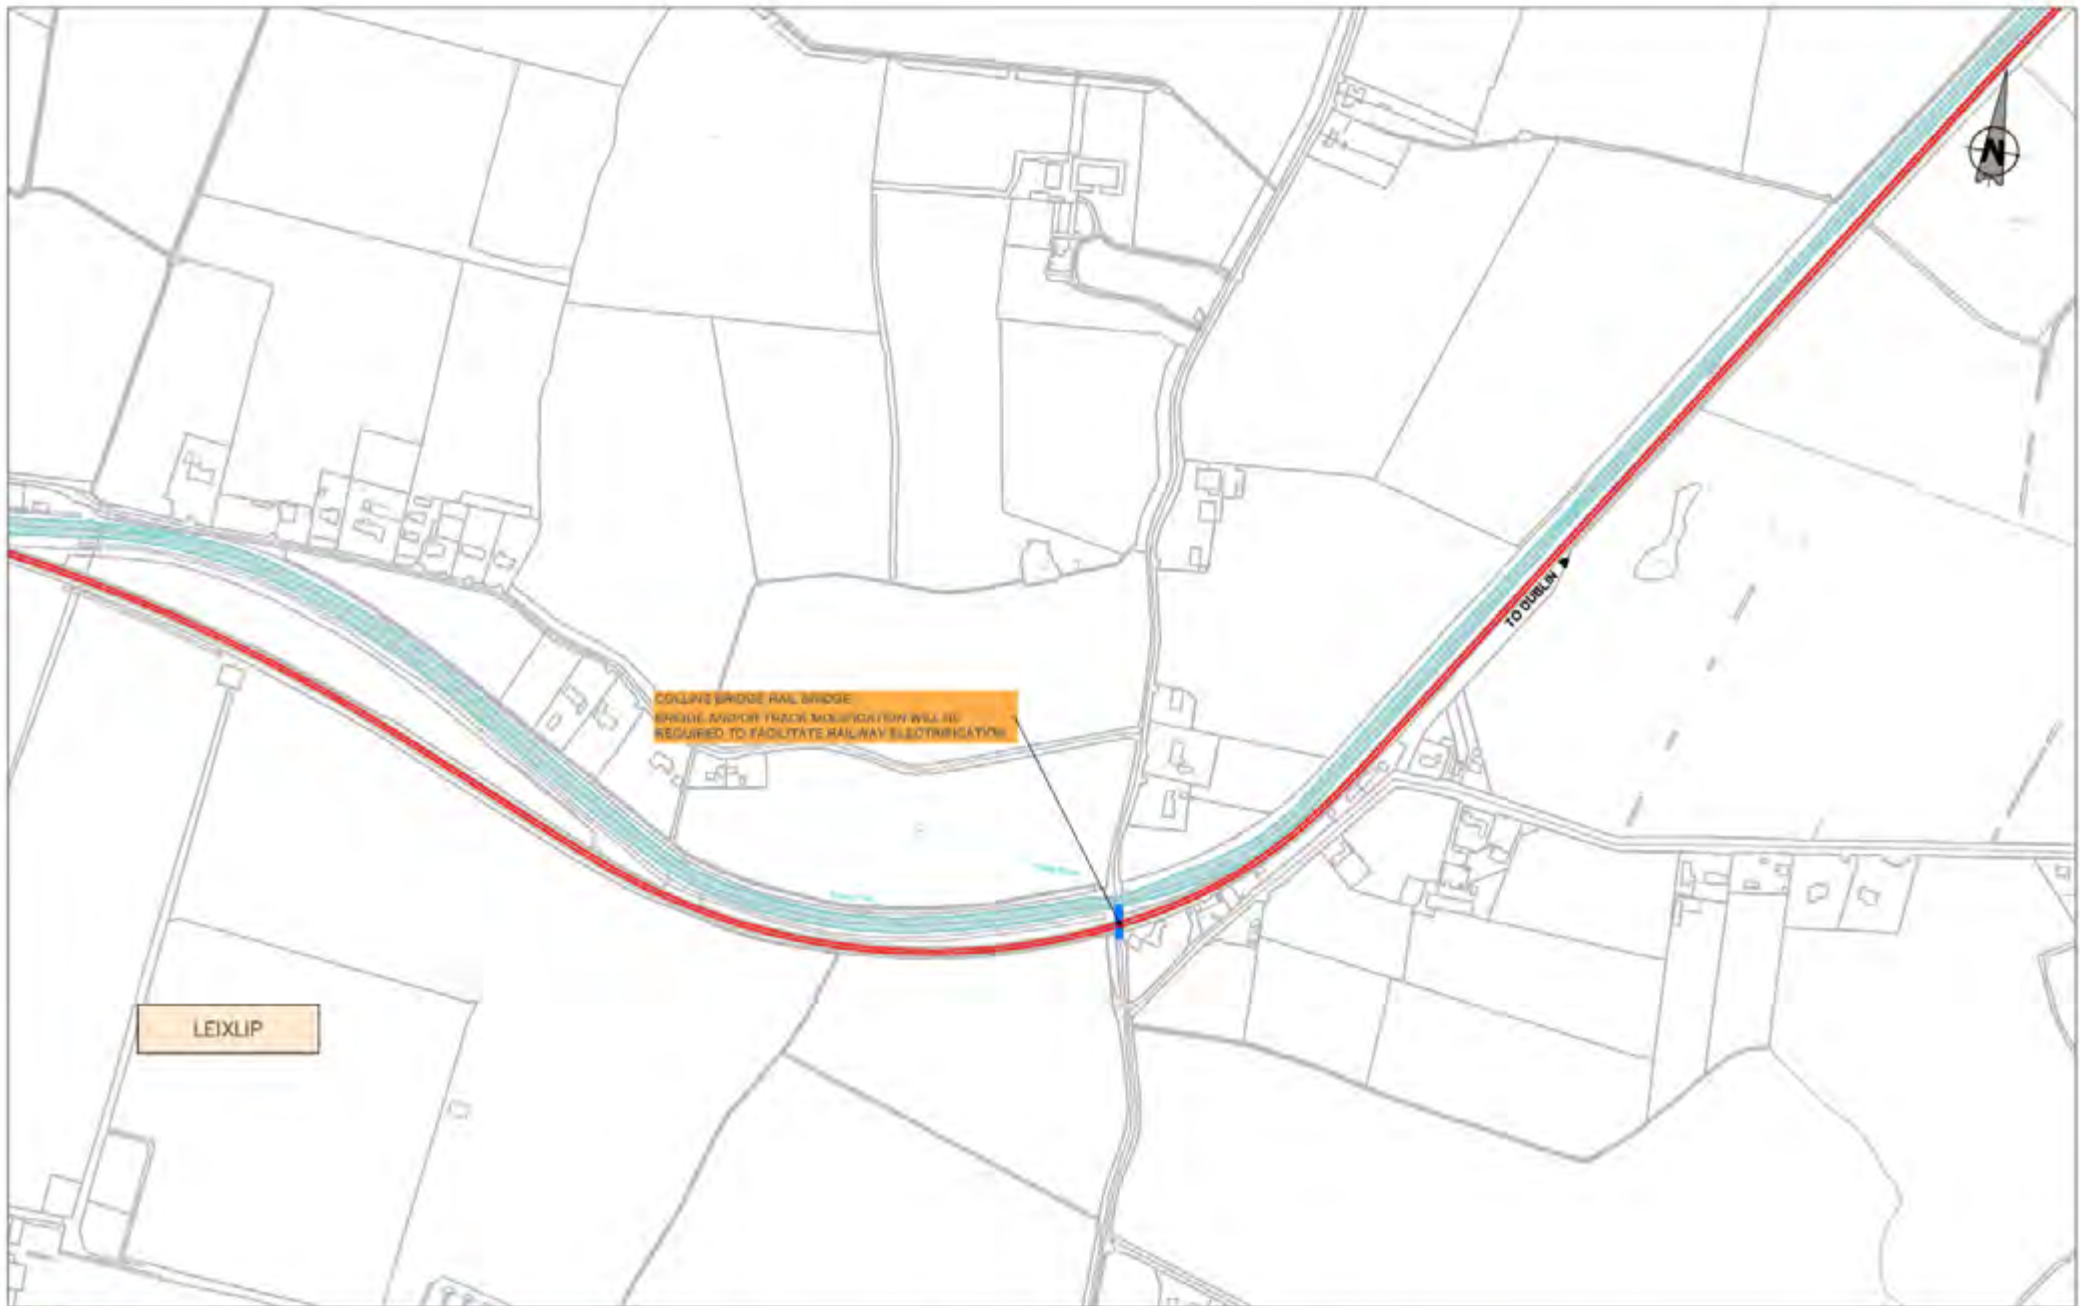 N
TO DUBLIN
COLLINS BRIDGE RAIL BRIDGE
BRIDGE AND/OR TRACK MODIFICATION WILL BE
REQUIRED TO FACILITATE RAILWAY ELECTRIFICATION
LEIXLIP